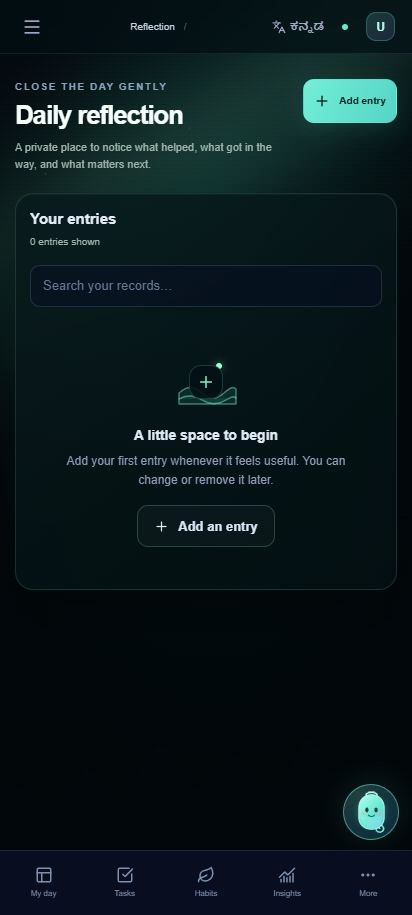 Reflection /
ಕನ್ನಡ
U
CLOSE THE DAY GENTLY
Daily reflection
Add entry
A private place to notice what helped, what got in the
way, and what matters next.
Your entries
0 entries shown
Search your records...
A little space to begin
Add your first entry whenever it feels useful. You can
change or remove it later.
Add an entry
My day
Tasks
Habits
Insights
More